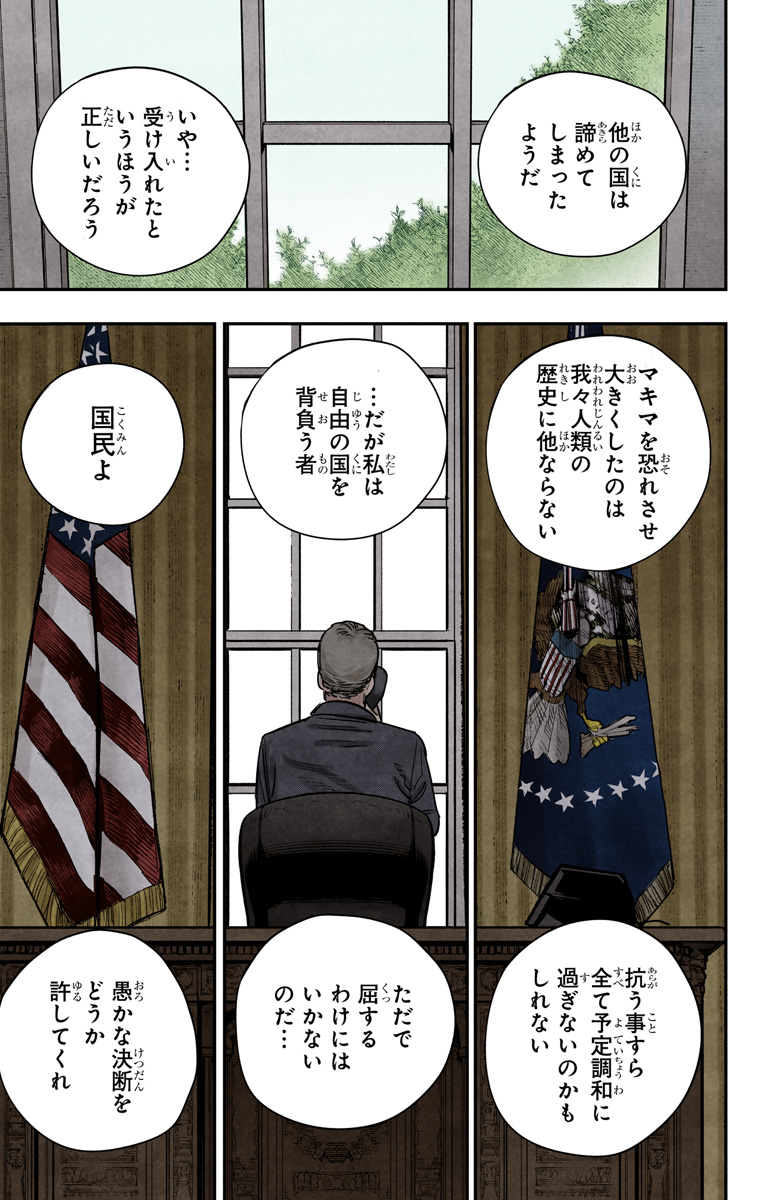 他の国は
諦めて
しまった
ようだ
いや…
受け入れたと
いうほうが
正しいだろう
マキマを恐れさせ
大きくしたのは
我々人類の
歴史に他ならない
抗う事すら
全て予定調和に
過ぎないのかも
しれない
…だが私は
自由の国を
背負う者
ただで
屈する
わけには
いかない
のだ…
国民よ
愚かな決断を
どうか
許してくれ